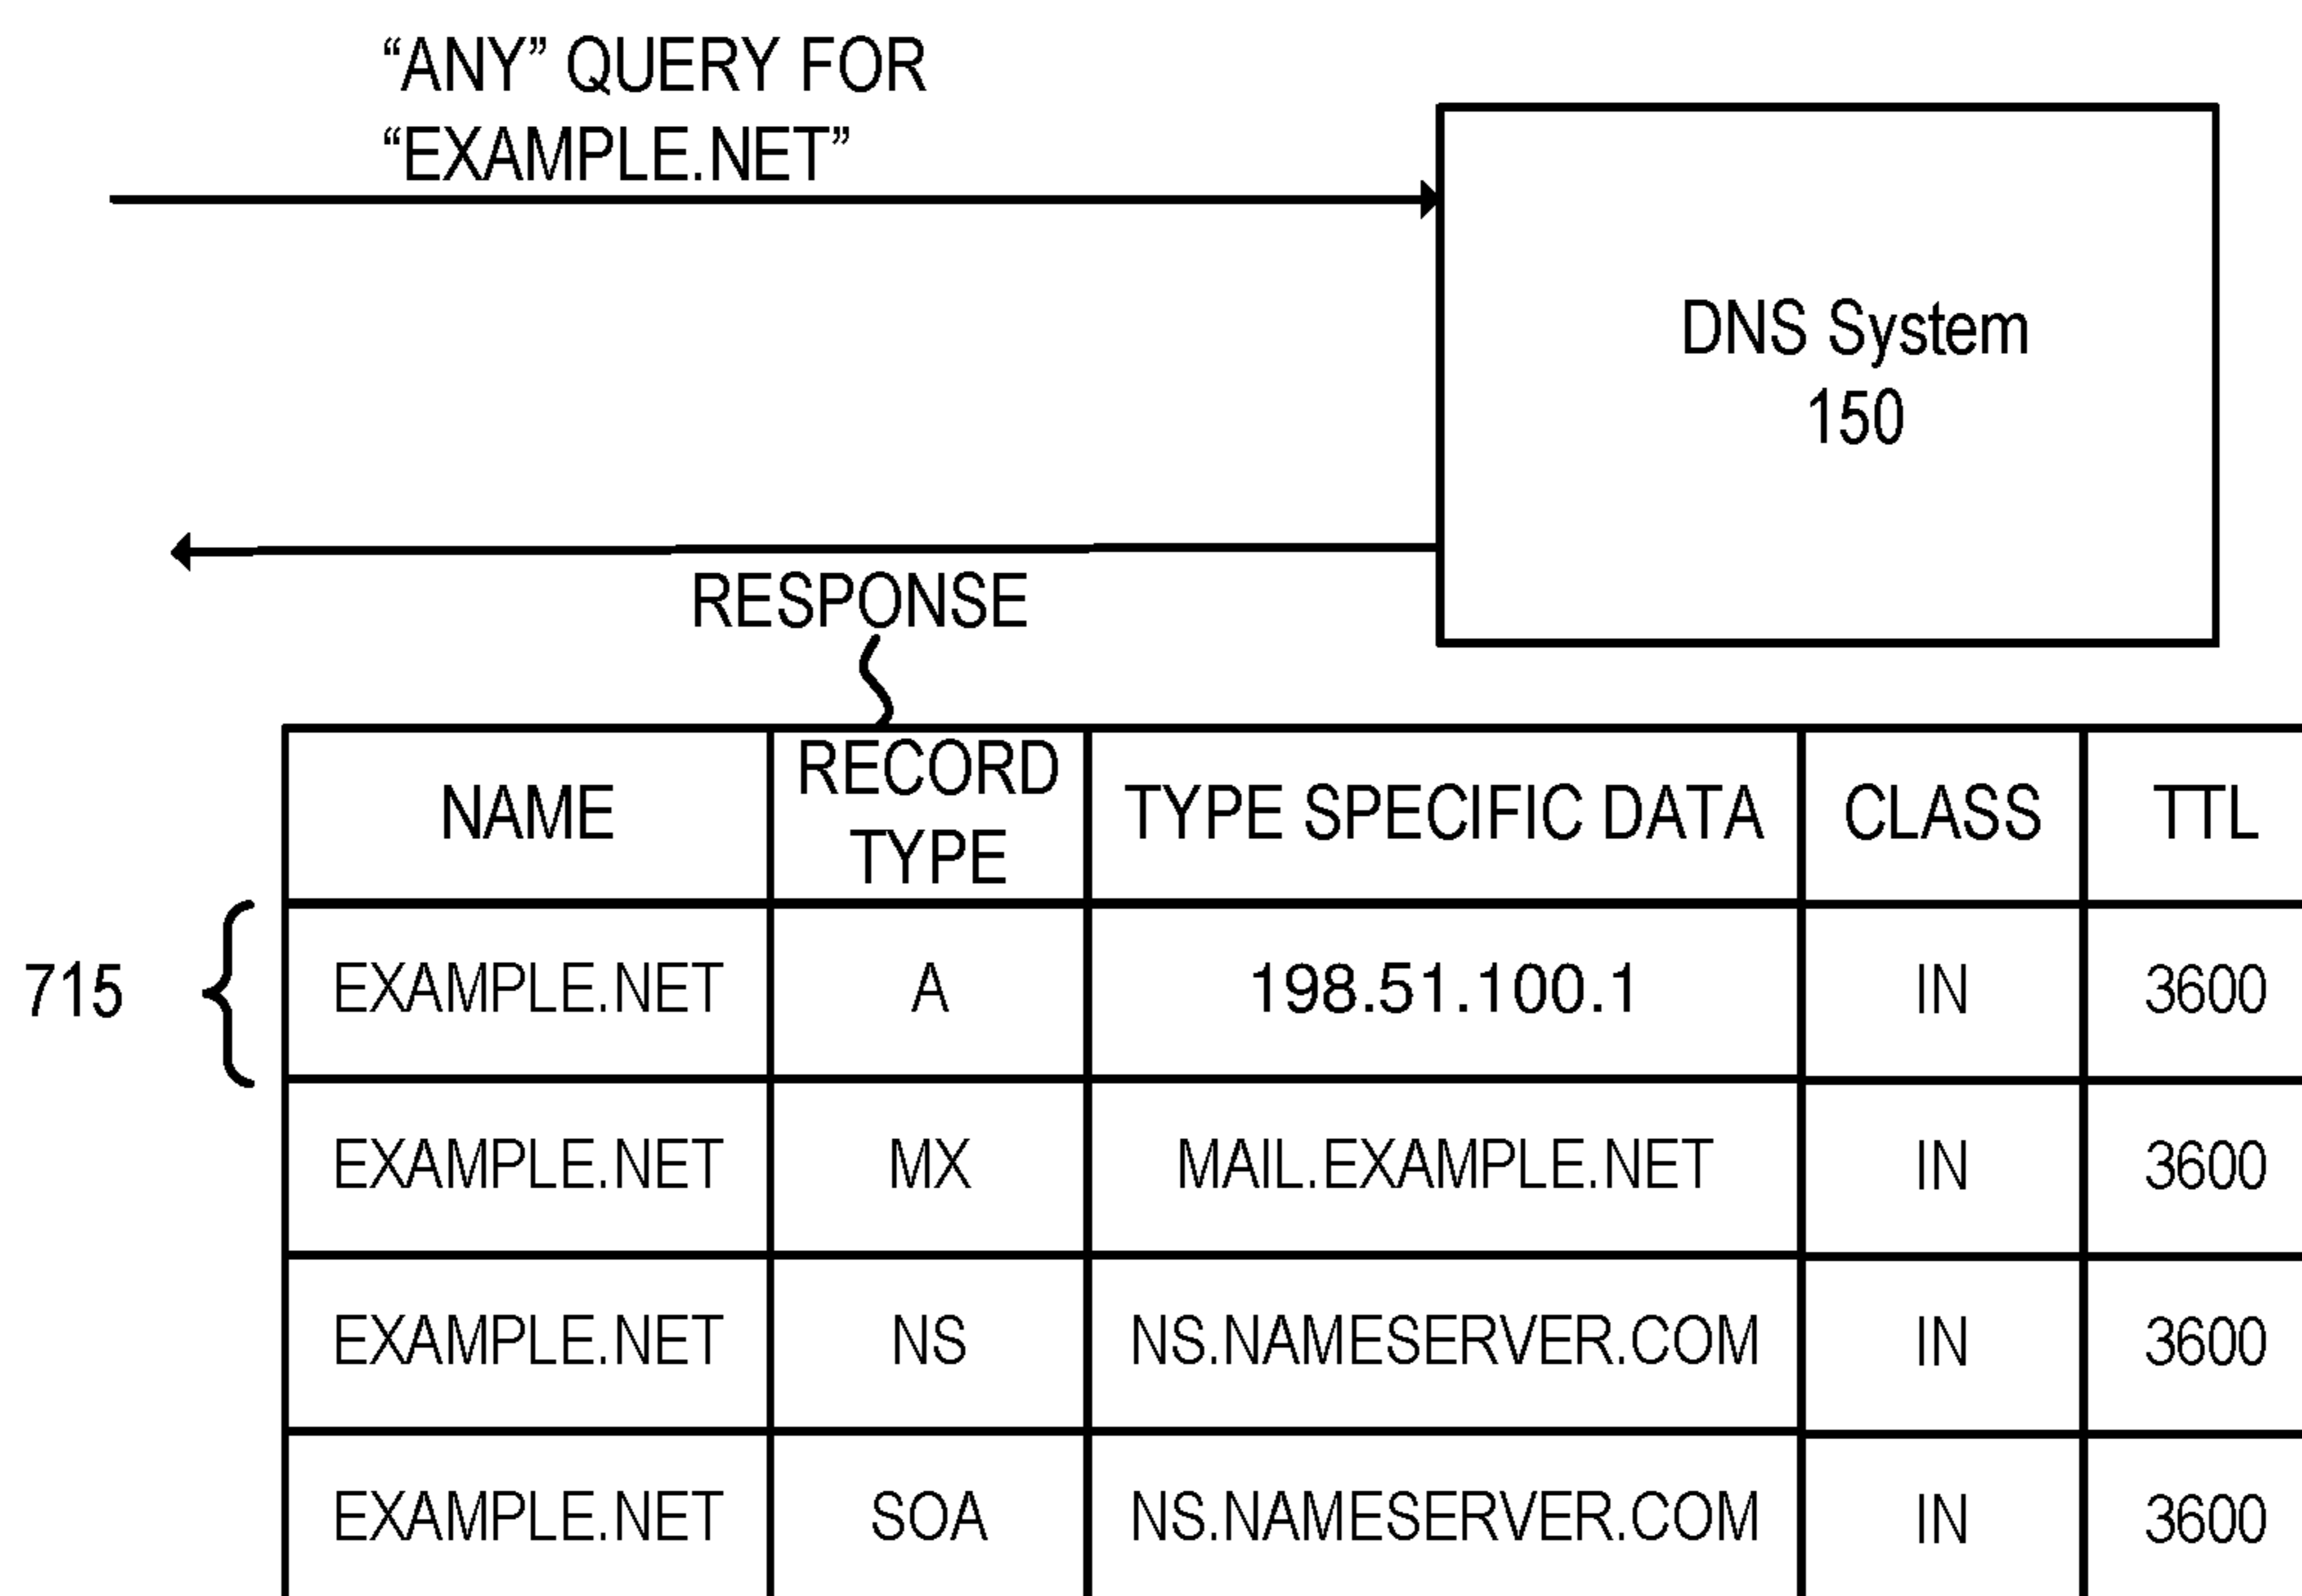 “ANY” QUERY FOR
“EXAMPLE.NET”
DNS System
150
RESPONSE
NAME RECORD TYPE TYPE SPECIFIC DATA CLASS TTL
715 EXAMPLE.NET A 198.51.100.1 IN 3600
EXAMPLE.NET MX MAIL.EXAMPLE.NET IN 3600
EXAMPLE.NET NS NS.NAMESERVER.COM IN 3600
EXAMPLE.NET SOA NS.NAMESERVER.COM IN 3600